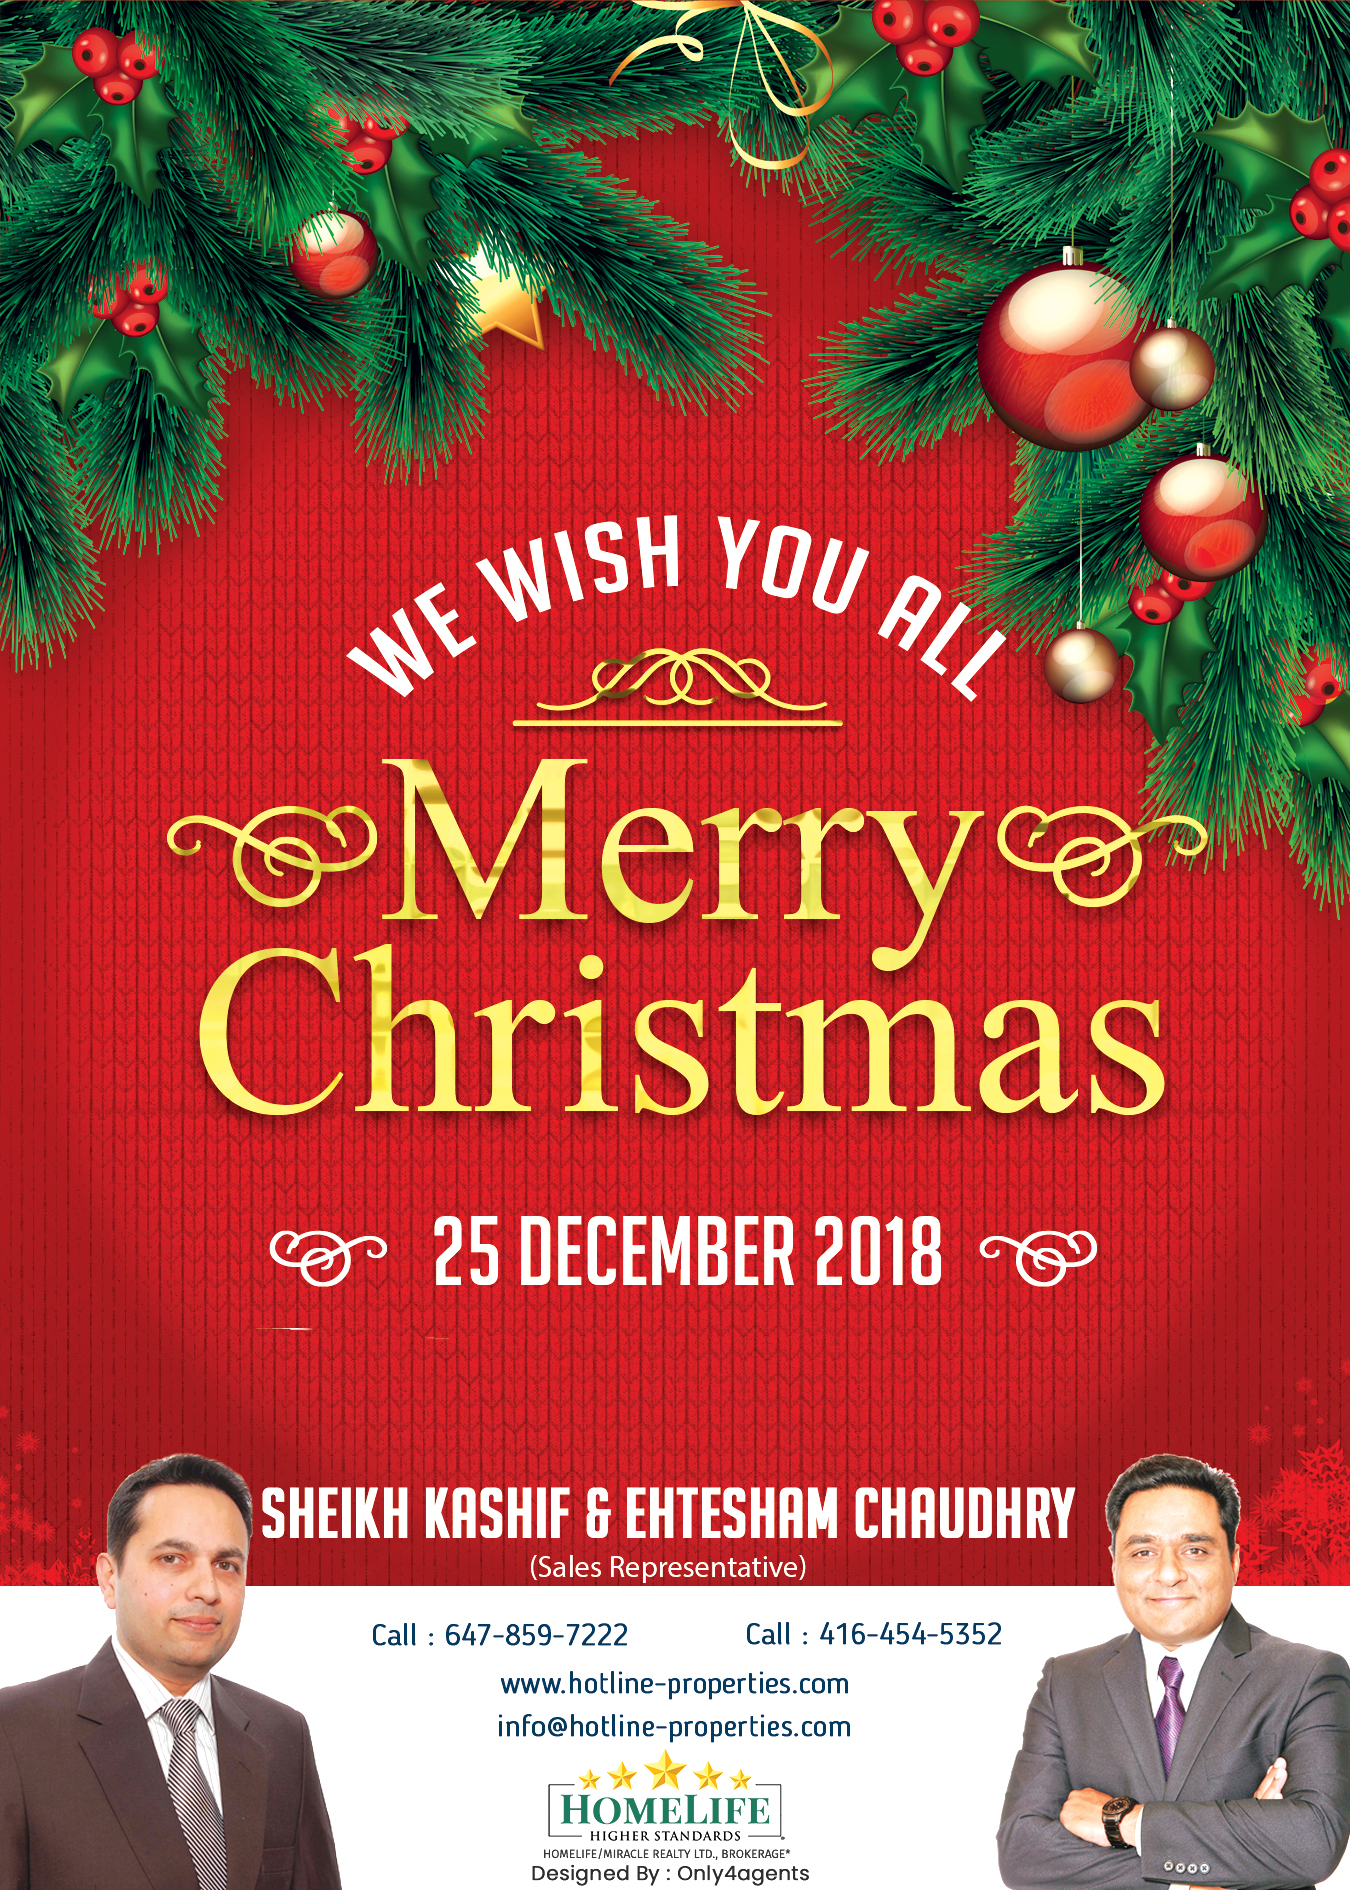 WE WISH YOU ALL
Merry
Christmas
25 DECEMBER 2018
SHEIKH KASHIF & EHTESHAM CHAUDHRY
(Sales Representative)
Call : 647-859-7222 Call : 416-454-5352
www.hotline-properties.com
info@hotline-properties.com
HOMELIFE
HIGHER STANDARDS
HOMELIFE/MIRACLE REALTY LTD., BROKERAGE*
Designed By : Only4agents